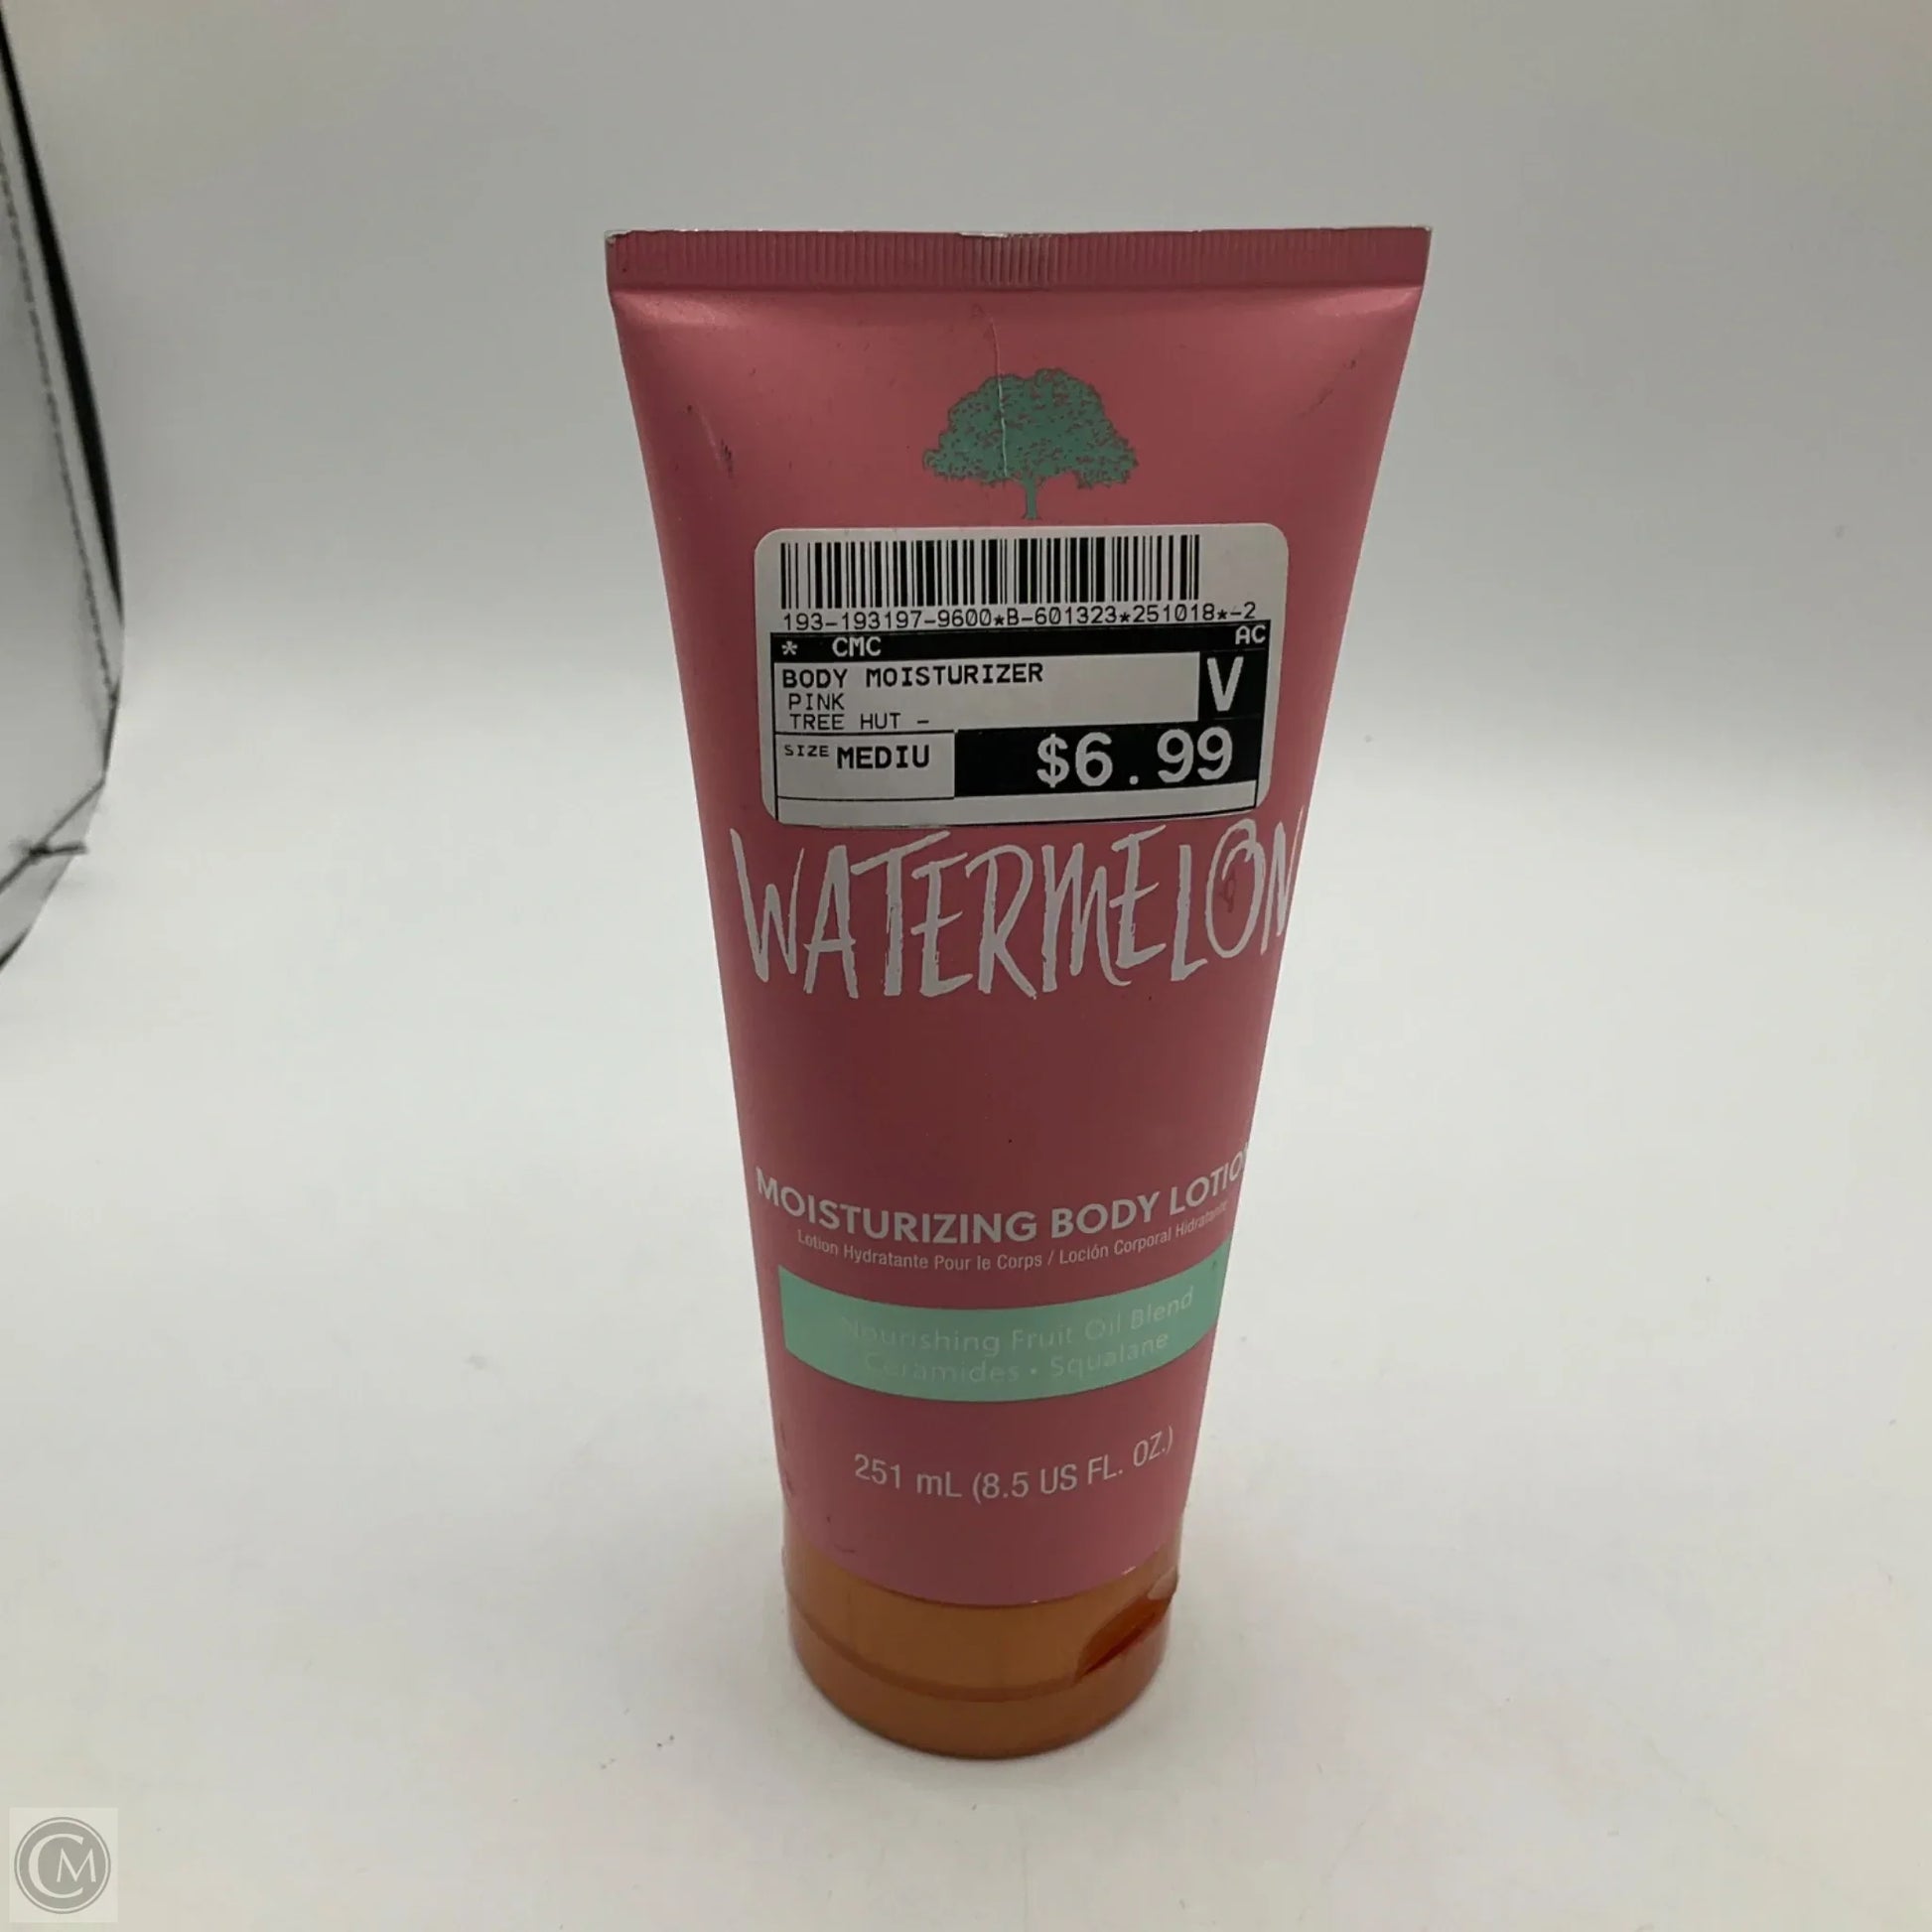 193-193197-9600*B-601323*251018*-2
* CMC AC
BODY MOISTURIZER V
PINK
TREE HUT -
SIZE MEDIU $6.99
WATERMELON
MOISTURIZING BODY LOTIO
Lotion Hydratante Pour le Corps / Loción Corporal Hidratante
Nourishing Fruit Oil Blend
Ceramides • Squalane
251 mL (8.5 US FL. OZ.)
CM